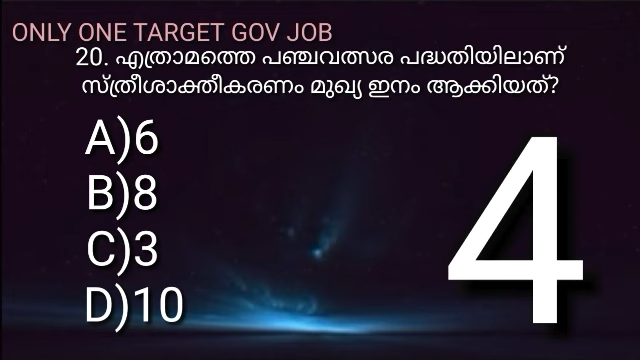 ONLY ONE TARGET GOV JOB
20. എത്രാമത്തെ പഞ്ചവത്സര പദ്ധതിയിലാണ്
സ്ത്രീശാക്തീകരണം മുഖ്യ ഇനം ആക്കിയത്?
A)6
B)8
C)3
D)10
4